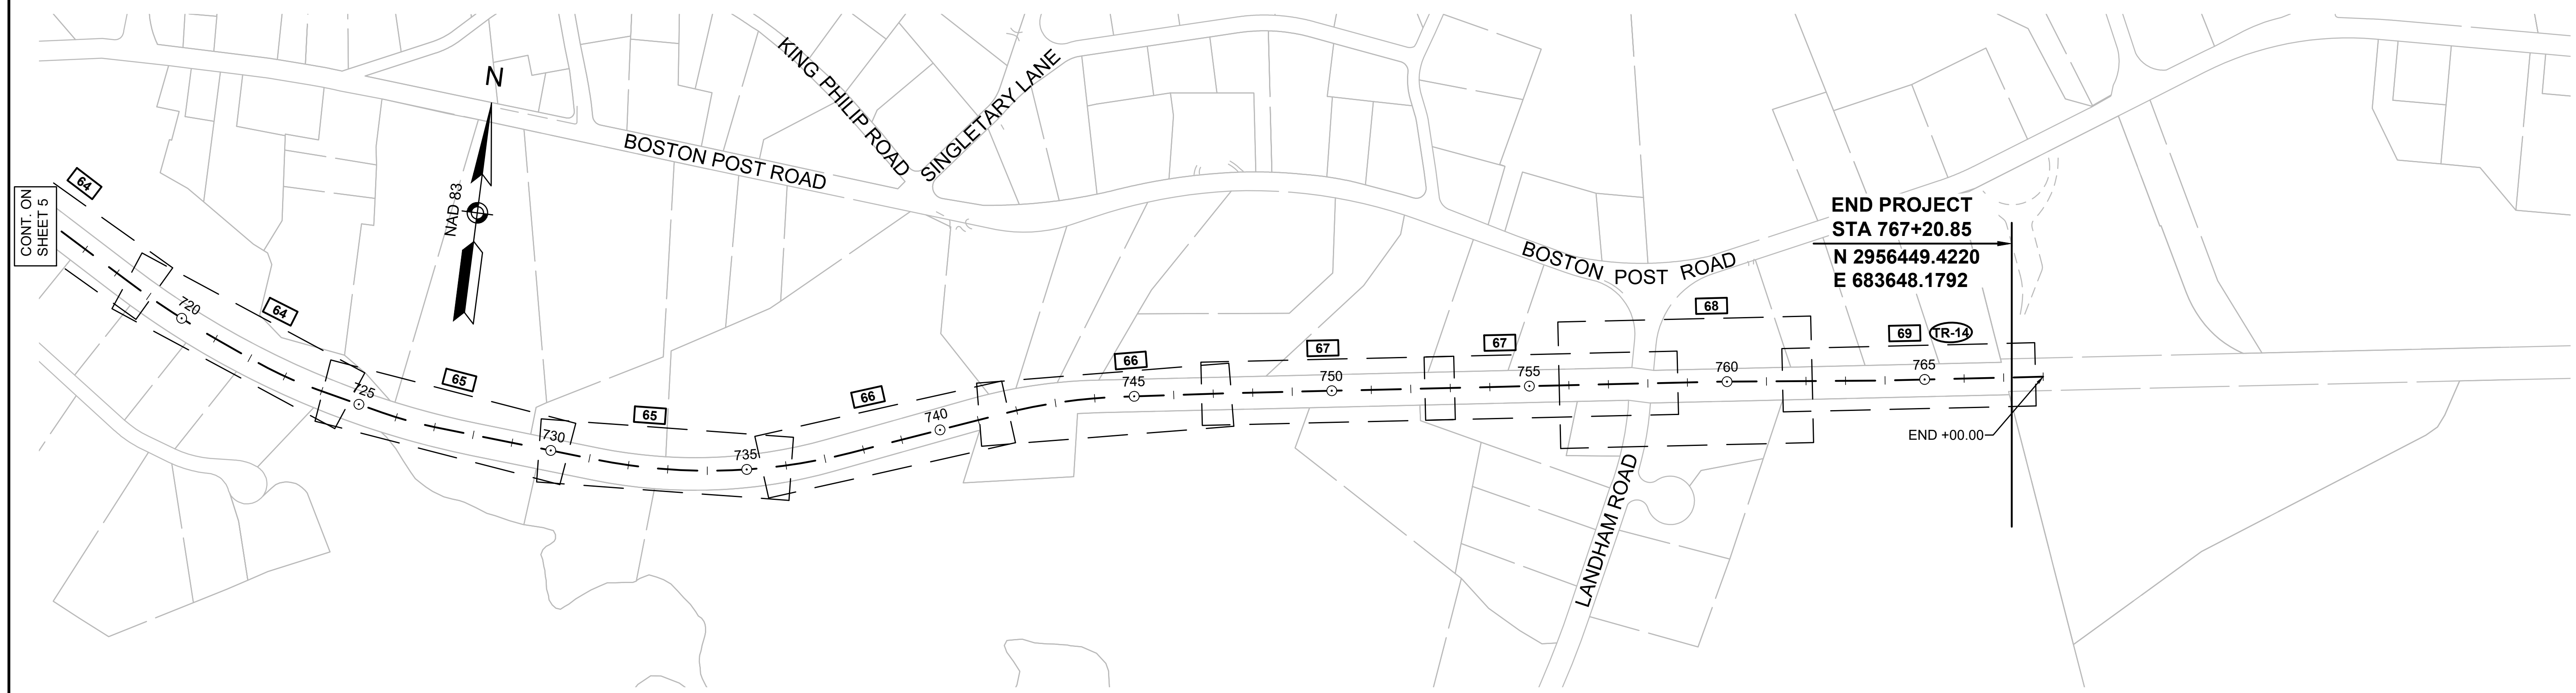 CONT. ON
SHEET 5
64
720
64
N
NAD 83
725
65
730
65
735
66
740
66
745
67
750
67
755
68
760
69
TR-14
765
KING PHILIP ROAD
SINGLETARY LANE
BOSTON POST ROAD
BOSTON POST ROAD
LANDHAM ROAD
END PROJECT
STA 767+20.85
N 2956449.4220
E 683648.1792
END +00.00